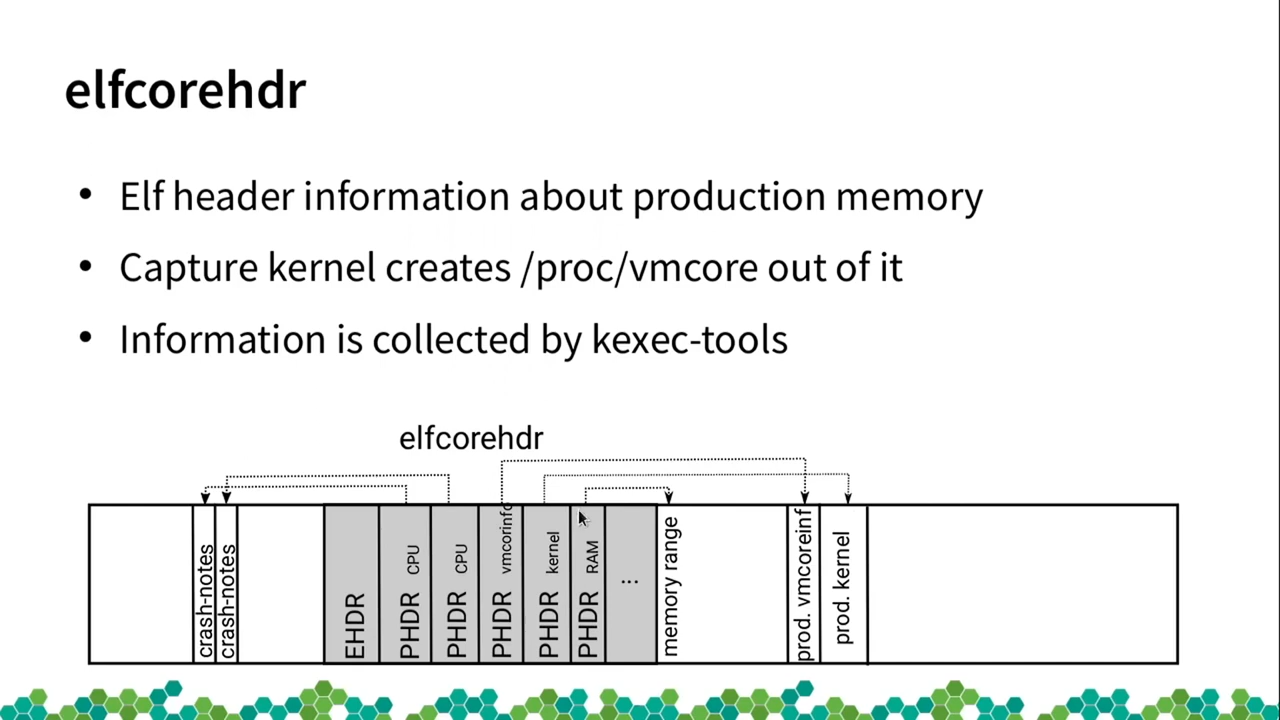 elfcorehdr
• Elf header information about production memory
• Capture kernel creates /proc/vmcore out of it
• Information is collected by kexec-tools
elfcorehdr
crash-notes
crash-notes
EHDR
PHDR CPU
PHDR CPU
PHDR vmcorinfo
PHDR kernel
PHDR RAM
...
memory range
prod. vmcoreinf
prod. kernel